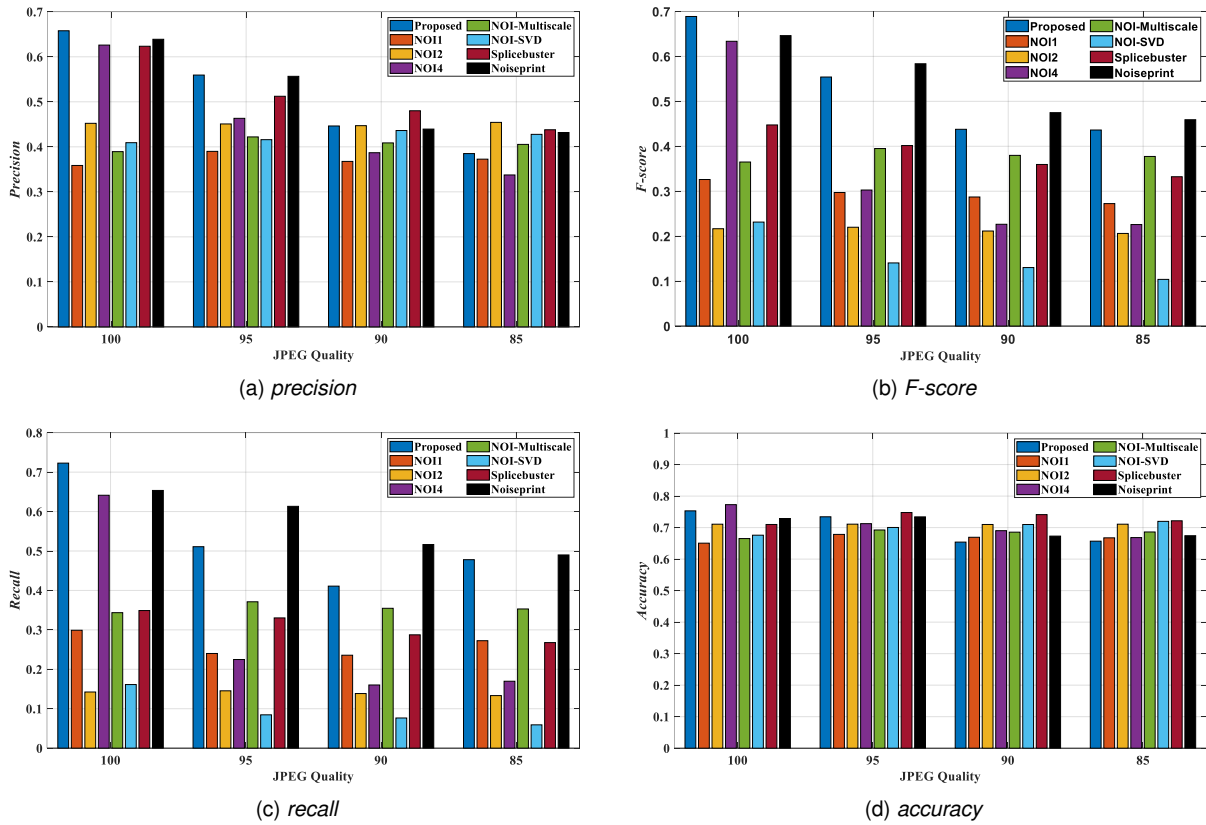 0.7
0.6
0.5
0.4
0.3
0.2
0.1
0
Precision
Proposed
NOI1
NOI2
NOI4
NOI-Multiscale
NOI-SVD
Splicebuster
Noiseprint
100 95 90 85
JPEG Quality
(a) precision
0.7
0.6
0.5
0.4
0.3
0.2
0.1
0
F-score
Proposed
NOI1
NOI2
NOI4
NOI-Multiscale
NOI-SVD
Splicebuster
Noiseprint
100 95 90 85
JPEG Quality
(b) F-score
0.8
0.7
0.6
0.5
0.4
0.3
0.2
0.1
0
Recall
Proposed
NOI1
NOI2
NOI4
NOI-Multiscale
NOI-SVD
Splicebuster
Noiseprint
100 95 90 85
JPEG Quality
(c) recall
1
0.9
0.8
0.7
0.6
0.5
0.4
0.3
0.2
0.1
0
Accuracy
Proposed
NOI1
NOI2
NOI4
NOI-Multiscale
NOI-SVD
Splicebuster
Noiseprint
100 95 90 85
JPEG Quality
(d) accuracy